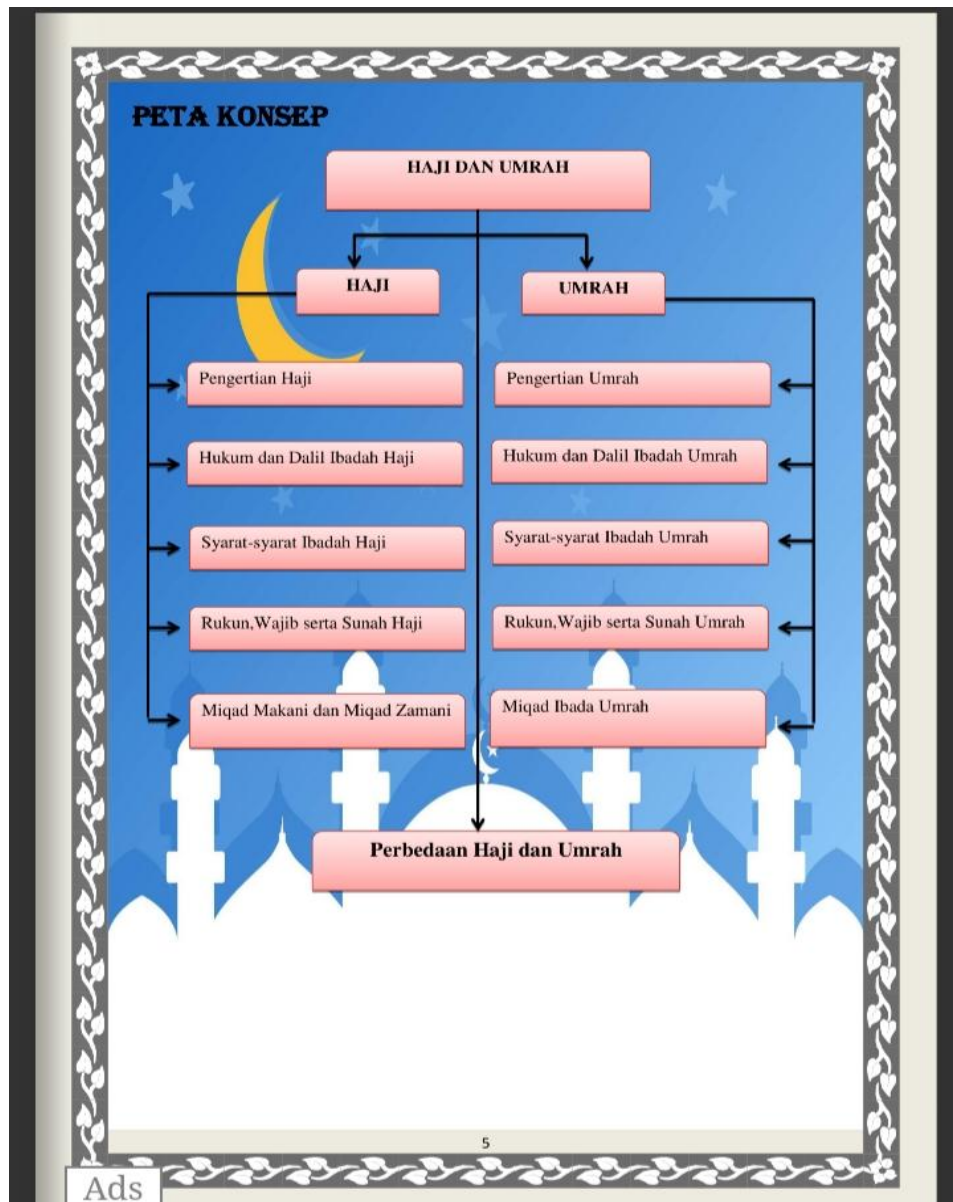 PETA KONSEP
HAJI DAN UMRAH
HAJI
UMRAH
Pengertian Haji
Pengertian Umrah
Hukum dan Dalil Ibadah Haji
Hukum dan Dalil Ibadah Umrah
Syarat-syarat Ibadah Haji
Syarat-syarat Ibadah Umrah
Rukun,Wajib serta Sunah Haji
Rukun,Wajib serta Sunah Umrah
Miqad Makani dan Miqad Zamani
Miqad Ibada Umrah
Perbedaan Haji dan Umrah
5
Ads